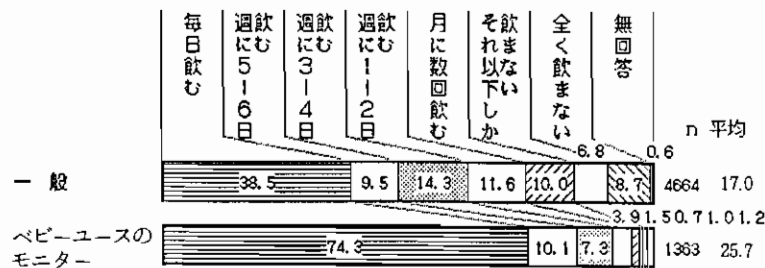 毎日飲む
週に5ー6日飲む
週に3ー4日飲む
週に1ー2日飲む
月に数回飲む
それ以下しか飲まない
全く飲まない
無回答
n 平均
6.8 0.6
一般 38.5 9.5 14.3 11.6 10.0 8.7 4664 17.0
3.9 1.5 0.7 1.0 1.2
ベビーユースの
モニター 74.3 10.1 7.3 1363 25.7